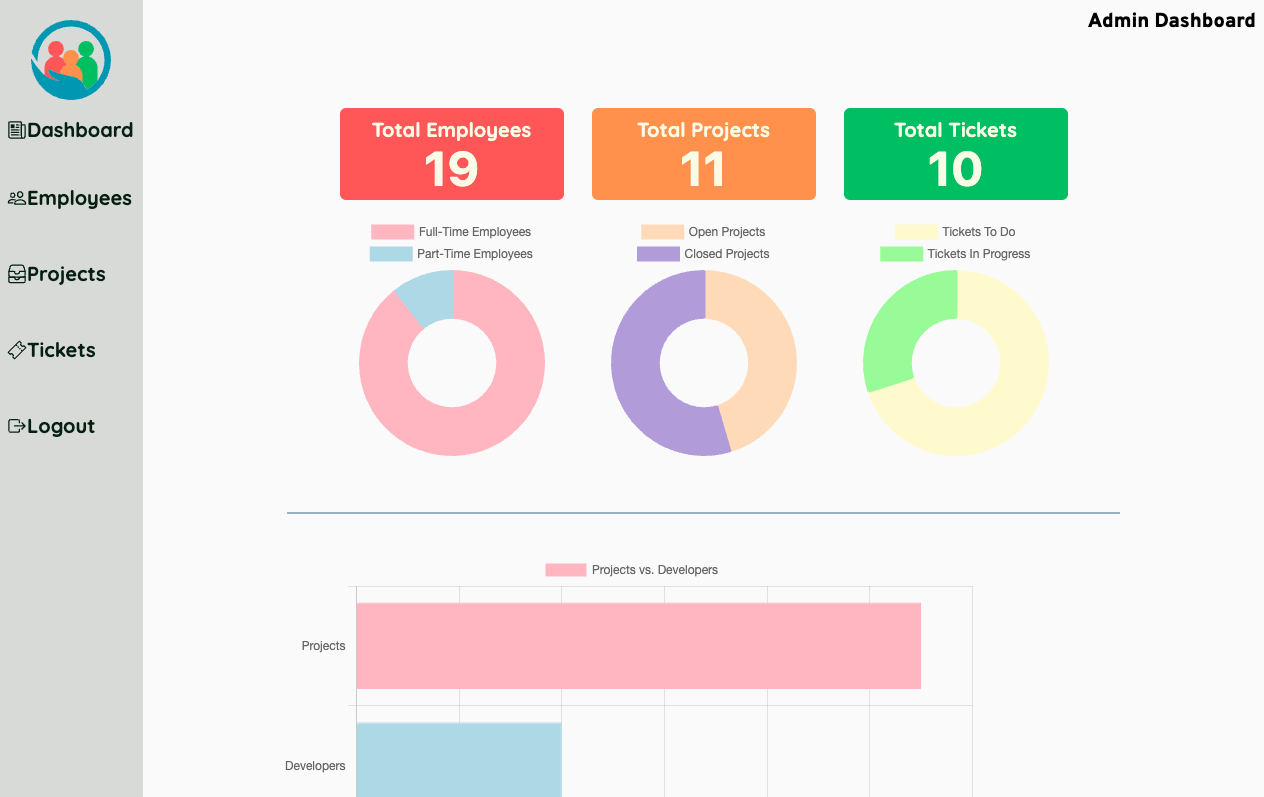 Admin Dashboard
Dashboard
Employees
Projects
Tickets
Logout
Total Employees
19
Total Projects
11
Total Tickets
10
Full-Time Employees
Part-Time Employees
Open Projects
Closed Projects
Tickets To Do
Tickets In Progress
Projects vs. Developers
Projects
Developers